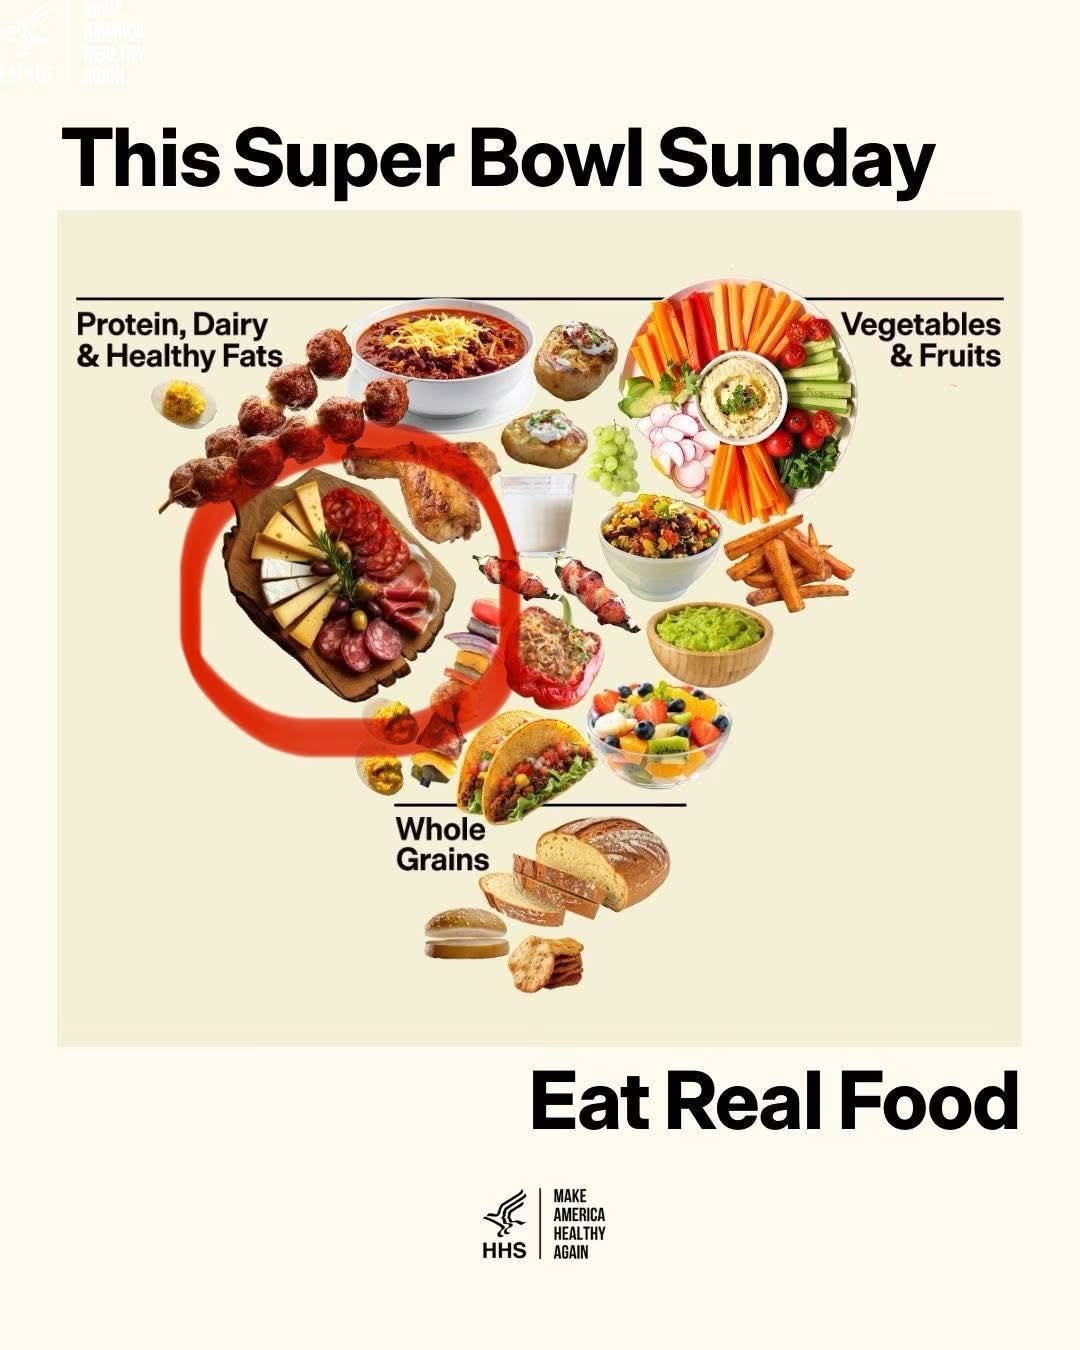 This Super Bowl Sunday
Protein, Dairy
& Healthy Fats
Vegetables
& Fruits
Whole
Grains
Eat Real Food
HHS
MAKE
AMERICA
HEALTHY
AGAIN